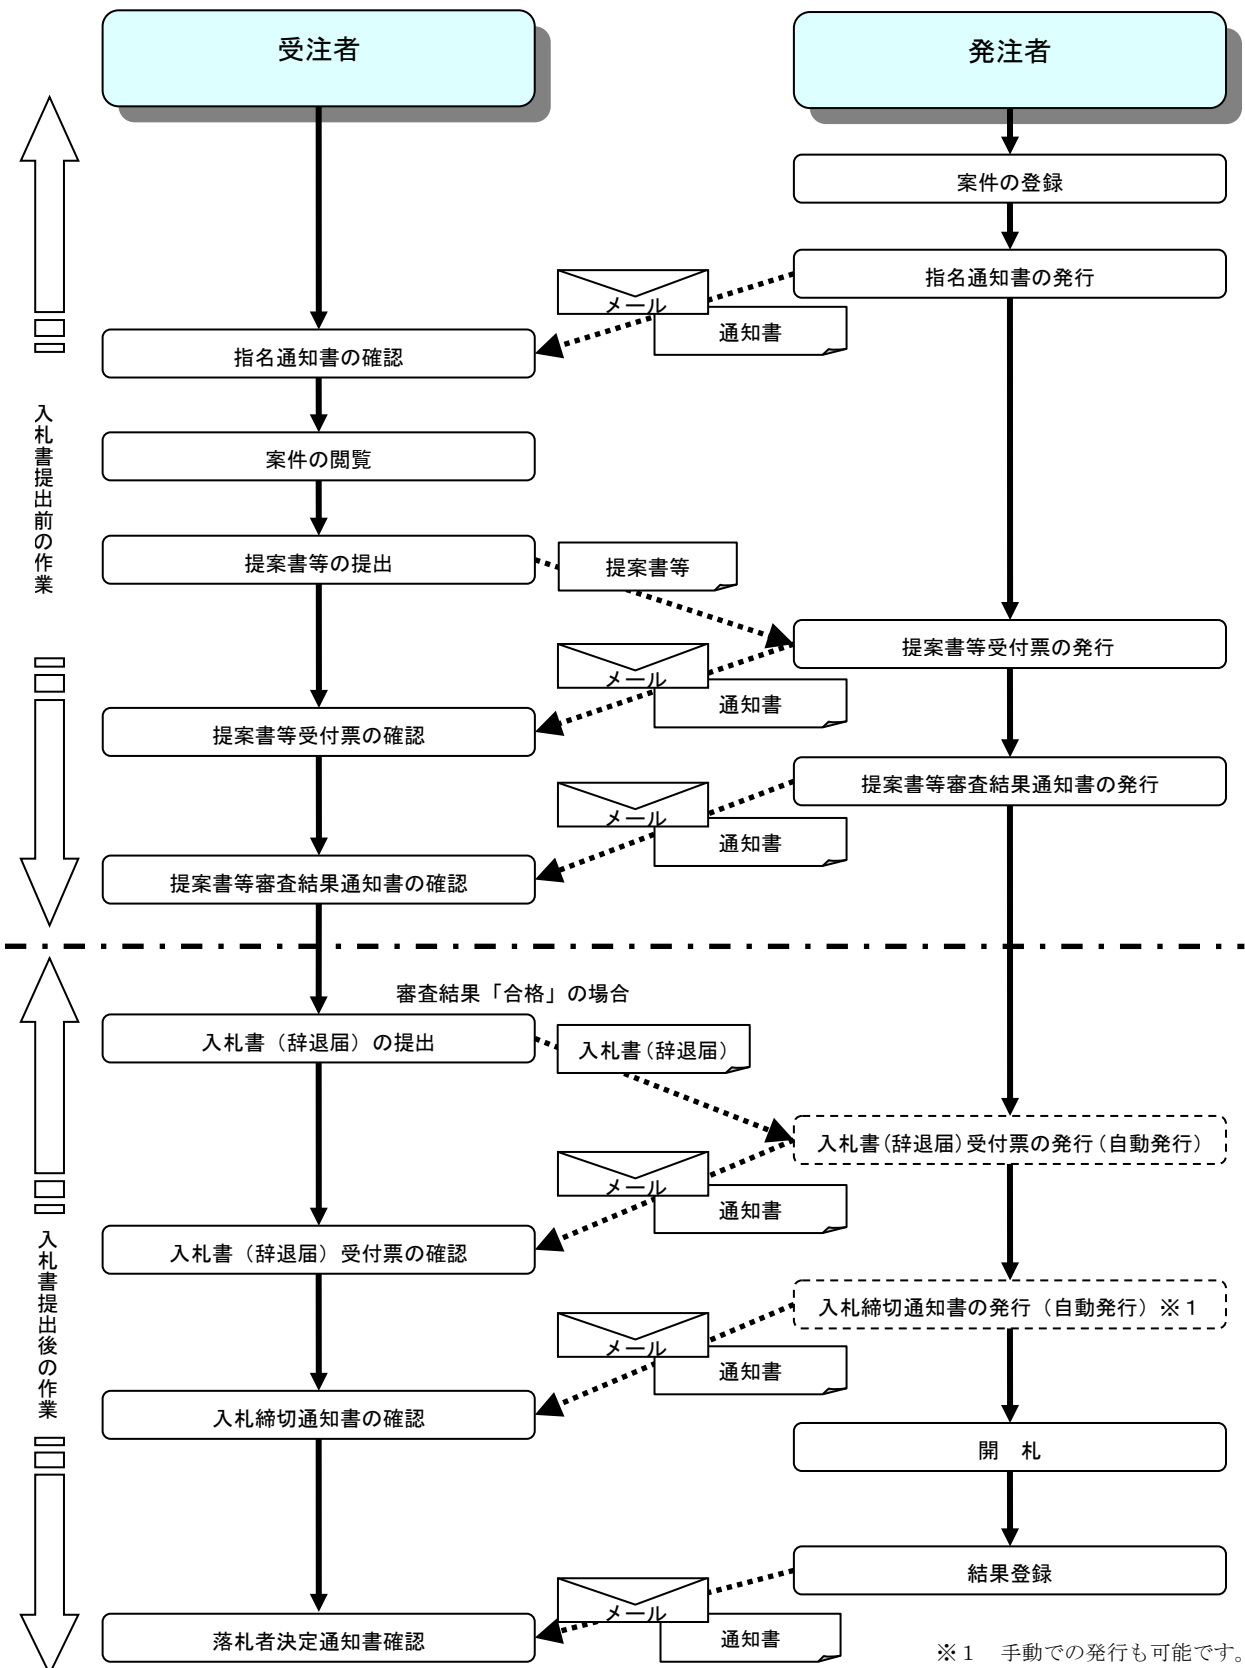 受注者
発注者
案件の登録
指名通知書の発行
メール
通知書
指名通知書の確認
入札書提出前の作業
案件の閲覧
提案書等の提出
提案書等
提案書等受付票の発行
メール
通知書
提案書等受付票の確認
提案書等審査結果通知書の発行
メール
通知書
提案書等審査結果通知書の確認
審査結果「合格」の場合
入札書（辞退届）の提出
入札書（辞退届）
入札書（辞退届）受付票の発行（自動発行）
メール
通知書
入札書（辞退届）受付票の確認
入札書提出後の作業
入札締切通知書の発行（自動発行）※１
メール
通知書
入札締切通知書の確認
開　札
結果登録
メール
通知書
落札者決定通知書確認
※１　手動での発行も可能です。